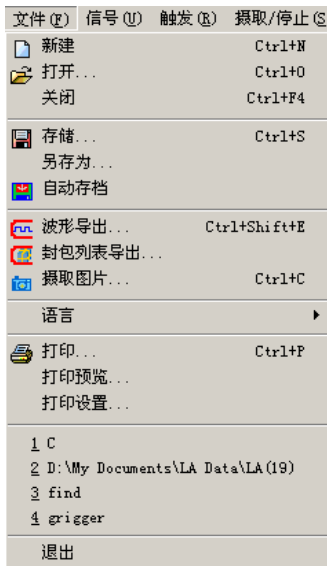 文件(F) 信号(U) 触发(R) 摄取/停止(S
新建 Ctrl+N
打开... Ctrl+O
关闭 Ctrl+F4
存储... Ctrl+S
另存为...
自动存档
波形导出... Ctrl+Shift+E
封包列表导出...
摄取图片... Ctrl+C
语言
打印... Ctrl+P
打印预览...
打印设置...
1 C
2 D:\My Documents\LA Data\LA(19)
3 find
4 grigger
退出